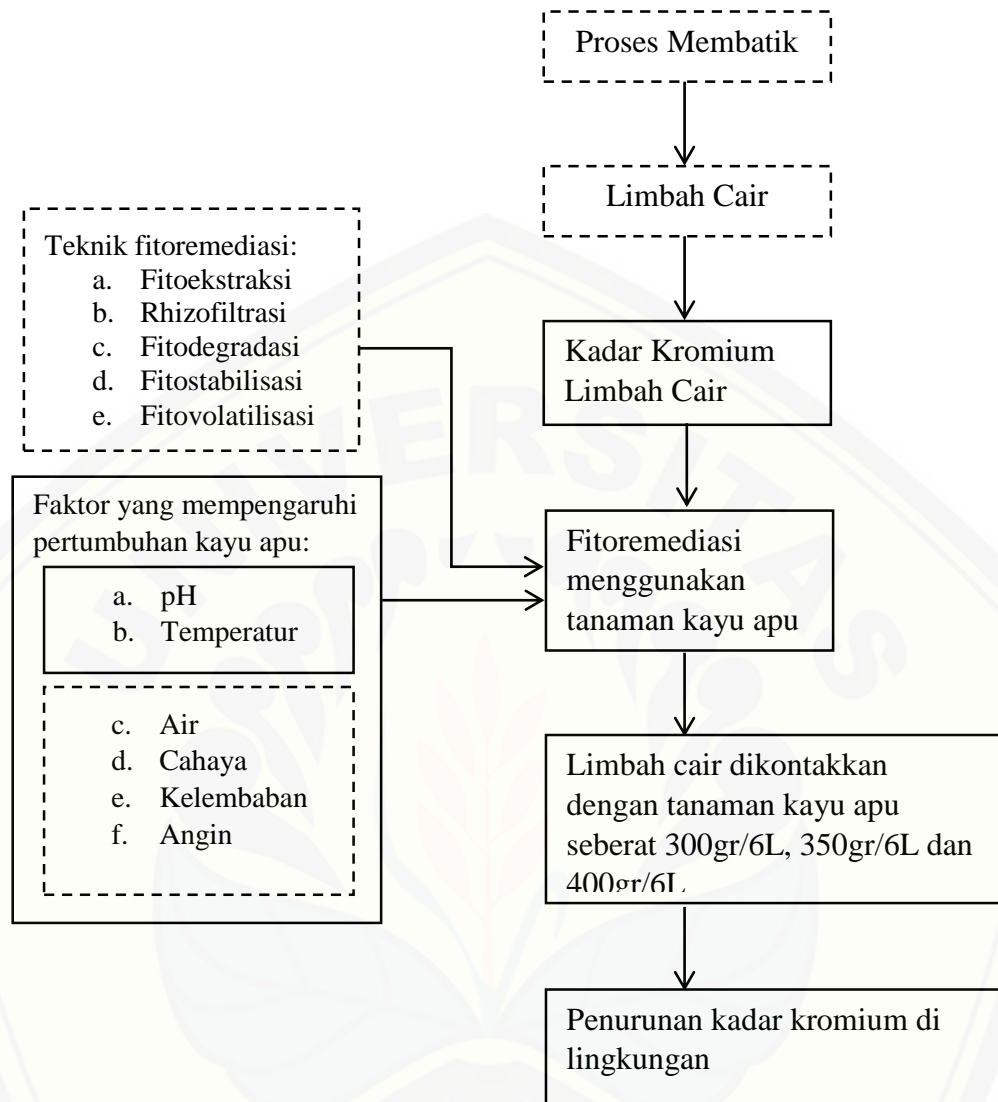 Proses Membatik
Limbah Cair
Teknik fitoremediasi:
a. Fitoekstraksi
b. Rhizofiltrasi
c. Fitodegradasi
d. Fitostabilisasi
e. Fitovolatilisasi
Kadar Kromium
Limbah Cair
Faktor yang mempengaruhi
pertumbuhan kayu apu:
a. pH
b. Temperatur
c. Air
d. Cahaya
e. Kelembaban
f. Angin
Fitoremediasi
menggunakan
tanaman kayu apu
Limbah cair dikontakkan
dengan tanaman kayu apu
seberat 300gr/6L, 350gr/6L dan
400gr/6L
Penurunan kadar kromium di
lingkungan
UNIVERSITAS